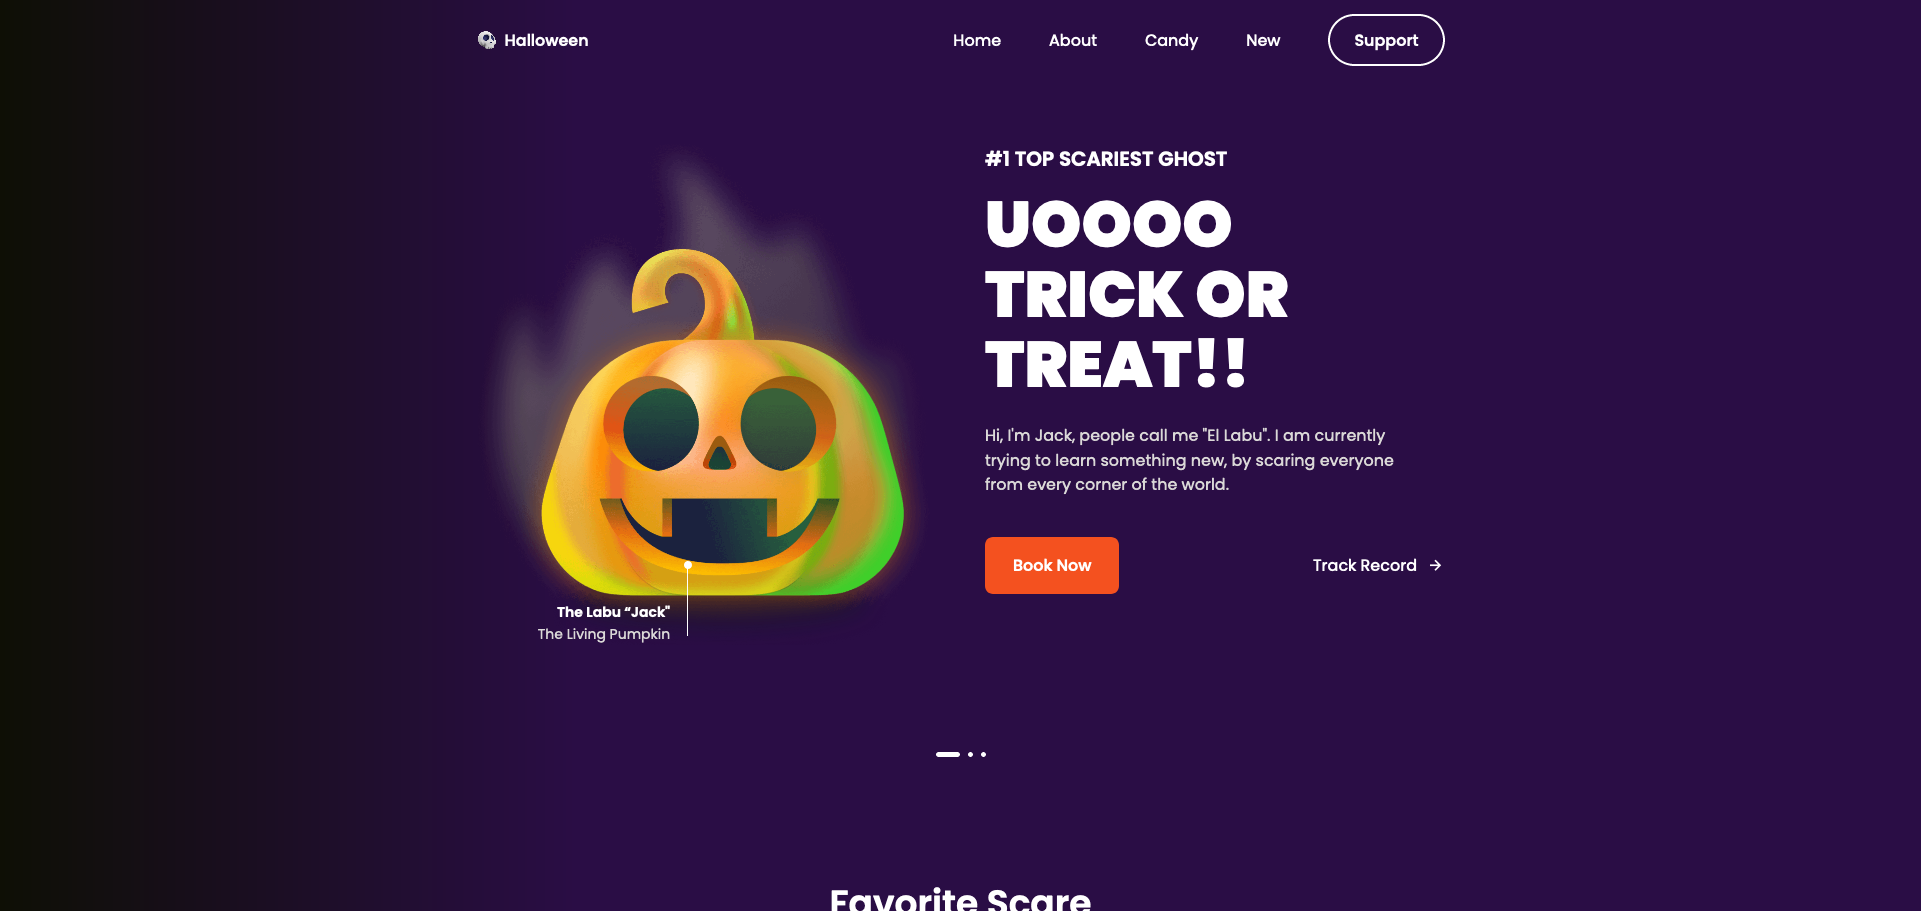 Halloween
Home
About
Candy
New
Support
#1 TOP SCARIEST GHOST
UOOOO
TRICK OR
TREAT!!
Hi, I'm Jack, people call me "El Labu". I am currently
trying to learn something new, by scaring everyone
from every corner of the world.
Book Now
Track Record
The Labu “Jack"
The Living Pumpkin
Favorite Scare